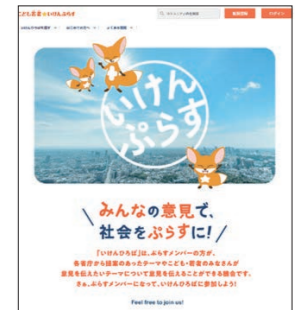 こども若者★いけんぷらす
いけん
ぷらす
みんなの意見で、
社会をぷらすに!
「いけんひろば」は、ぷらすメンバーの方が、
各省庁から提案のあったテーマやこども・若者のみなさんが
意見を伝えたいテーマについて意見を伝えることができる機会です。
さぁ、ぷらすメンバーになって、いけんひろばに参加しよう!
Feel free to join us!